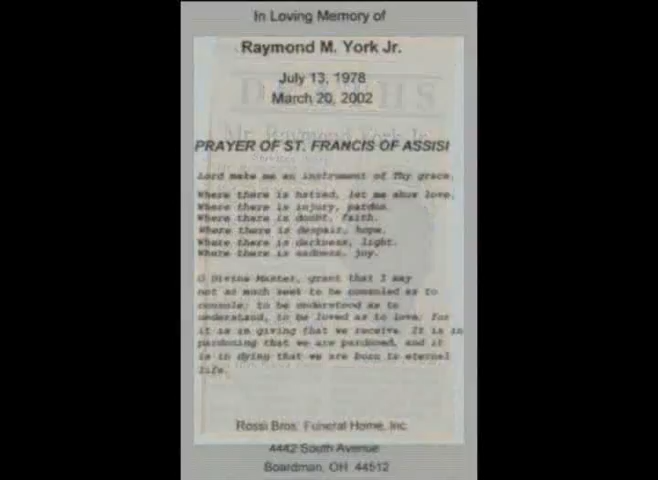 In Loving Memory of
Raymond M. York Jr.
July 13, 1978
March 20, 2002
DEATHS
Mr. Raymond York Jr.
PRAYER OF ST. FRANCIS OF ASSISI
Lord make me an instrument of Thy grace.
Where there is hatred, let me show love.
Where there is injury, pardon.
Where there is doubt, faith.
Where there is despair, hope.
Where there is darkness, light.
Where there is sadness, joy.
O Divine Master, grant that I may
not so much seek to be consoled as to
console; to be understood as to
understand, to be loved as to love; for
it is in giving that we receive. It is in
pardoning that we are pardoned, and it
is in dying that we are born to eternal
life.
Rossi Bros. Funeral Home, Inc.
4442 South Avenue
Boardman, OH 44512